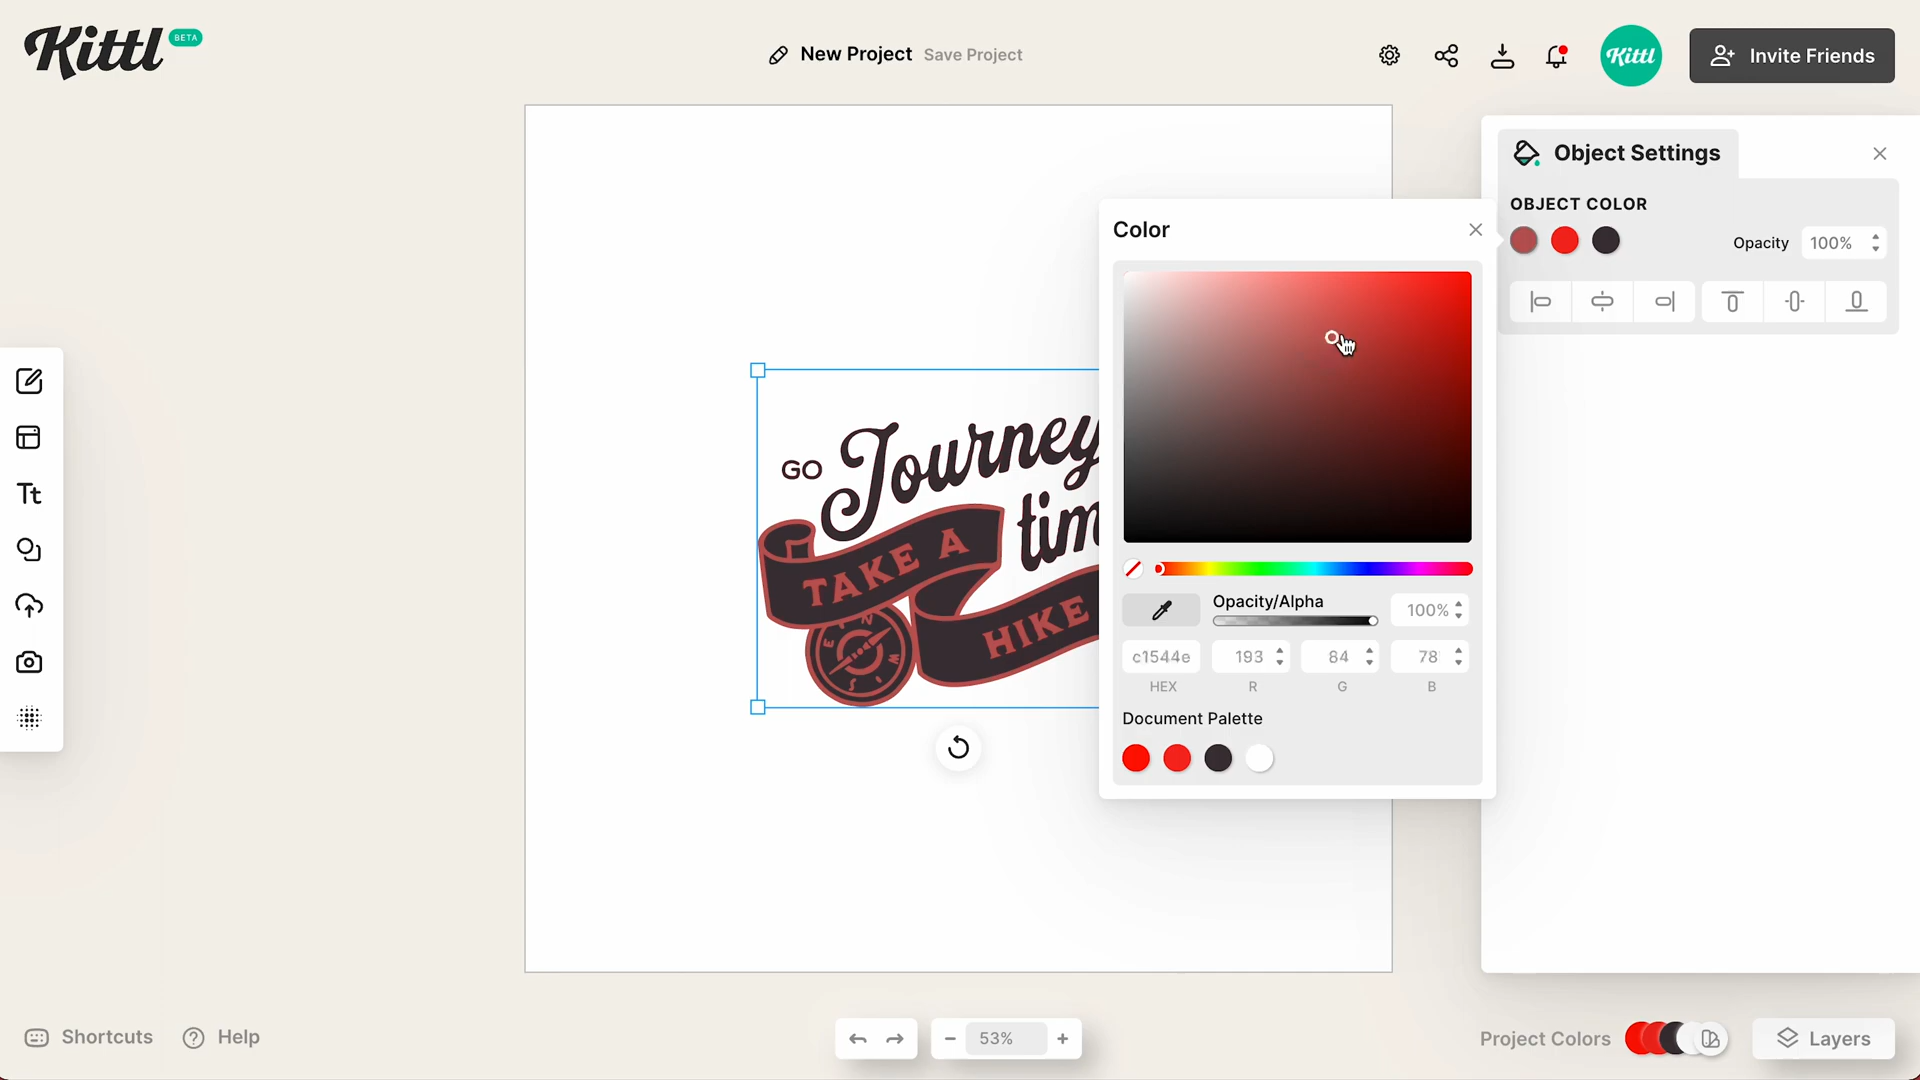 Kittl
BETA
New Project Save Project
Kittl
Invite Friends
Object Settings
OBJECT COLOR
Opacity 100%
Color
GO Journey
tim
TAKE A
HIKE
E N W S
Opacity/Alpha
100%
c1544e 193 84 78
HEX R G B
Document Palette
Tt
Shortcuts Help
53%
Project Colors
Layers